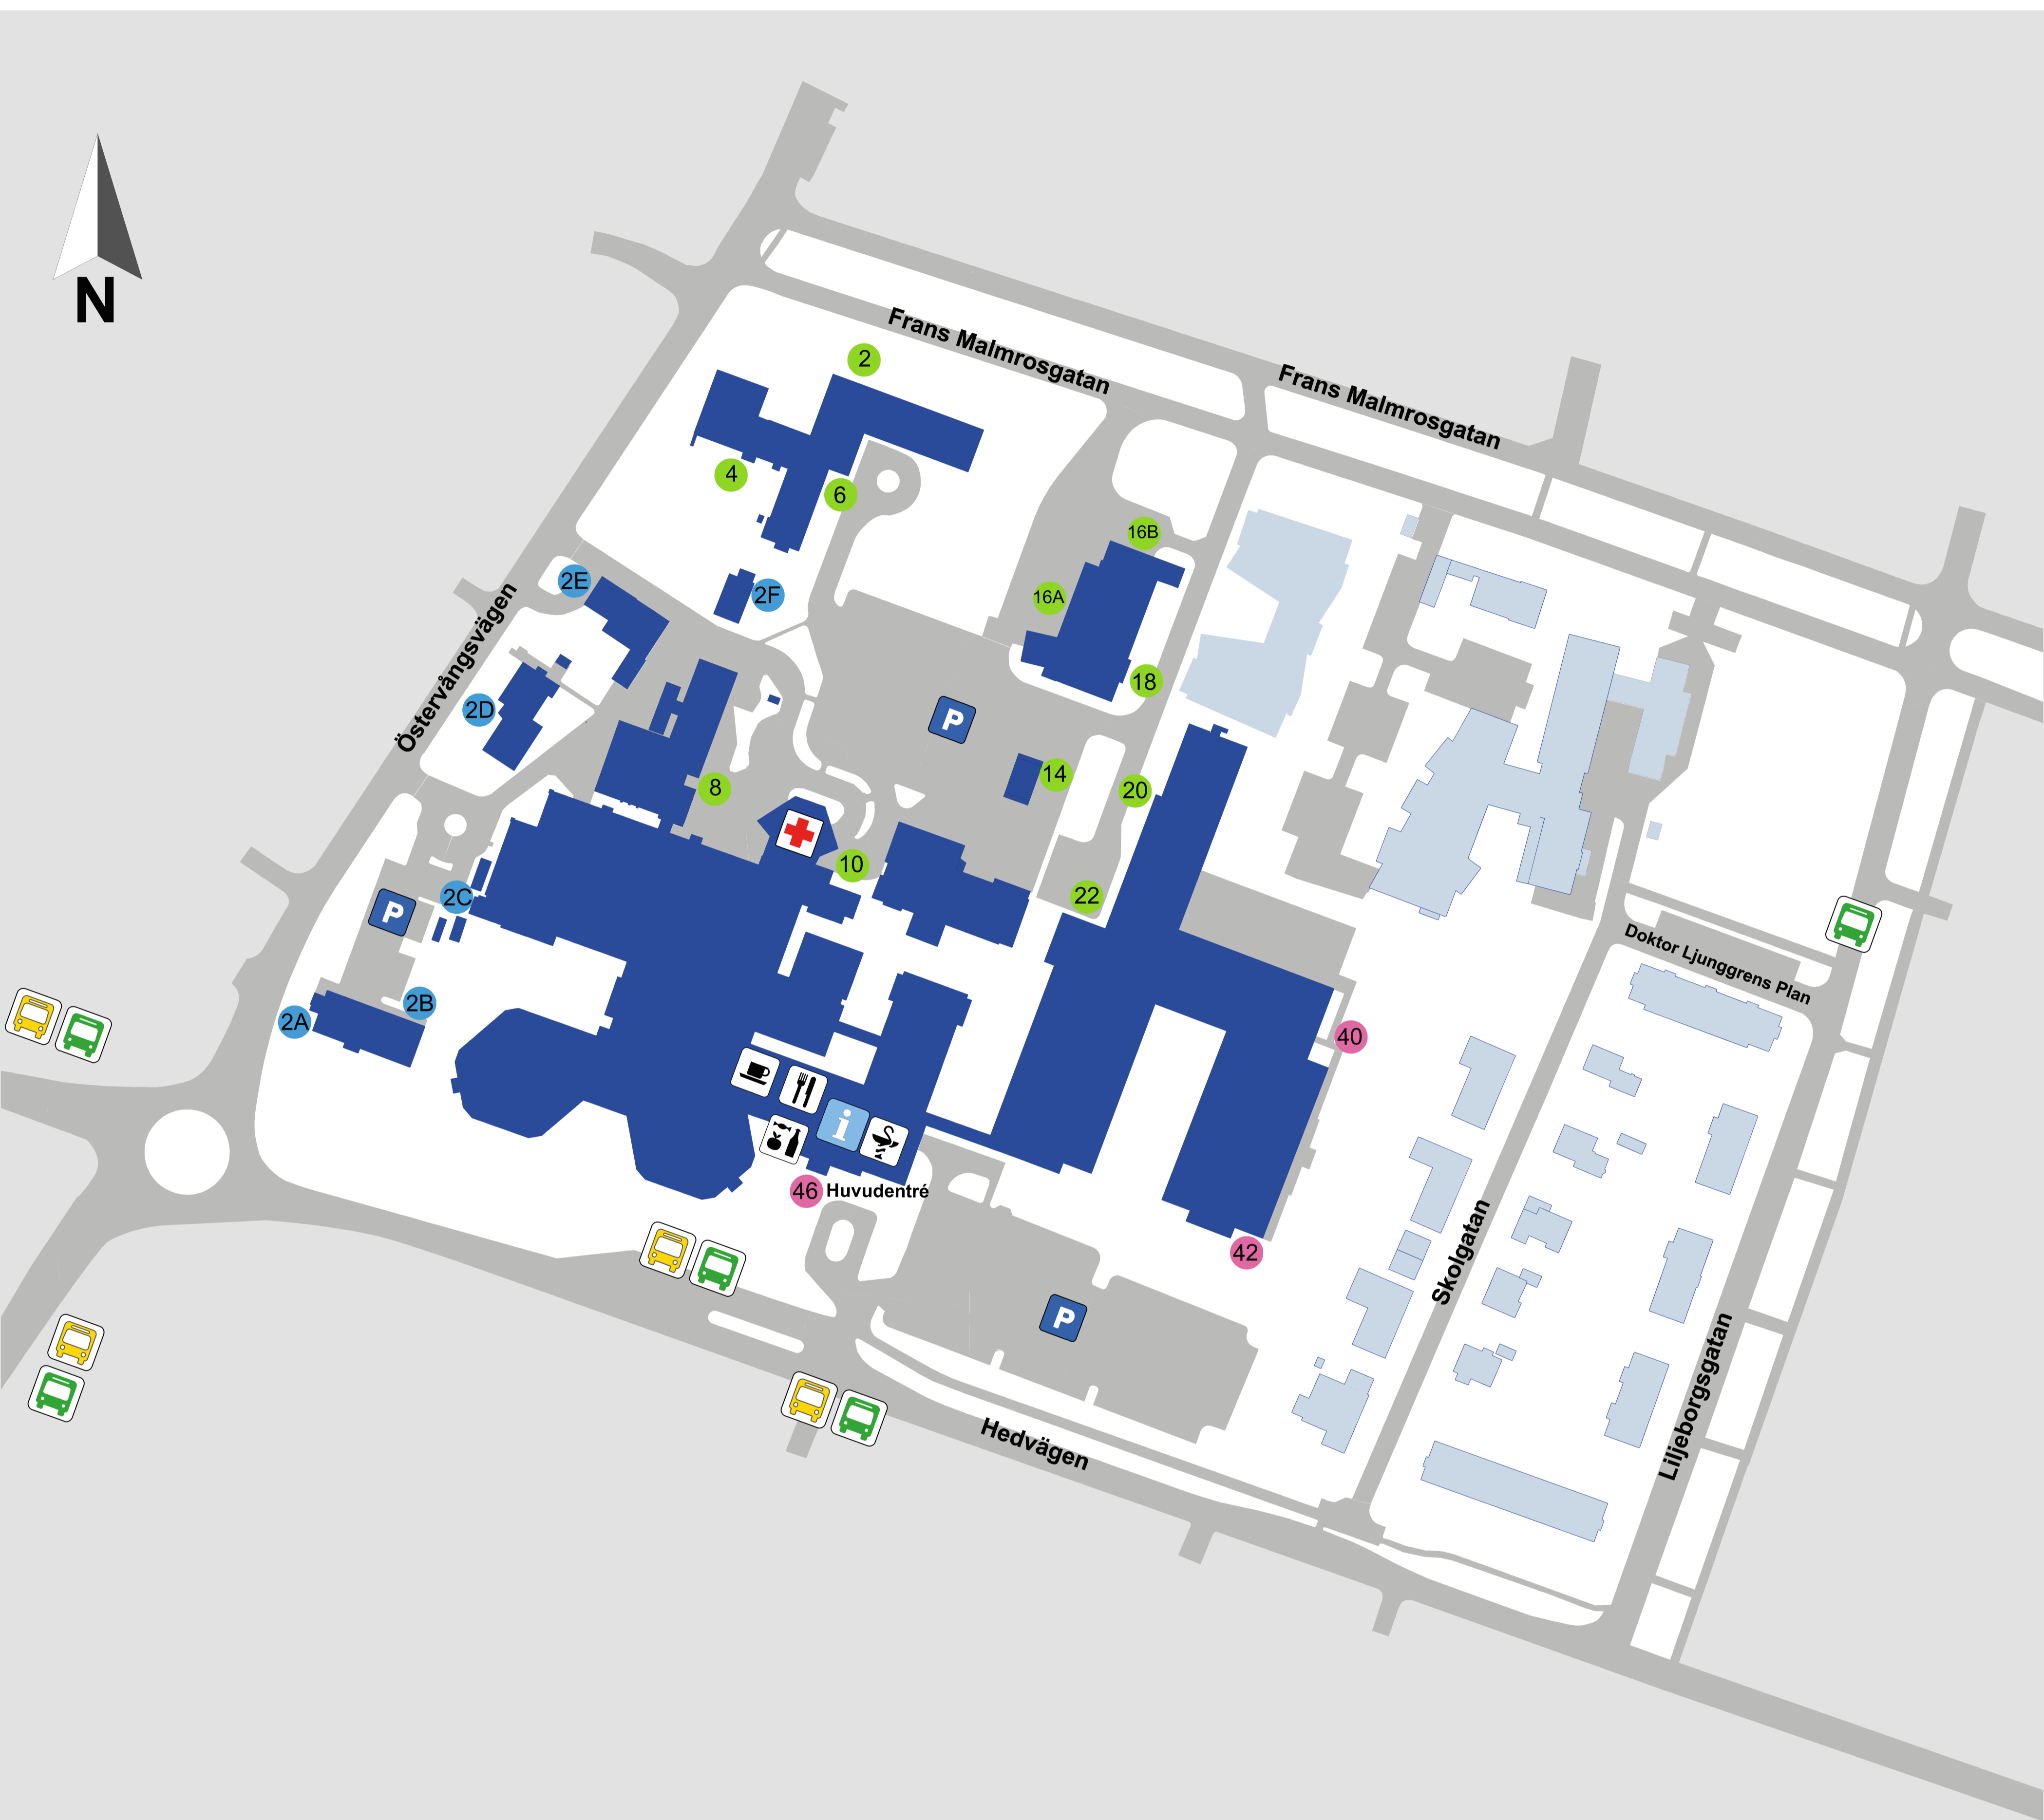 N
Frans Malmrosgatan
Frans Malmrosgatan
2
4
6
16B
2E
2F
16A
Östervångsvägen
2D
18
P
14
8
20
10
22
2C
P
Doktor Ljunggrens Plan
2B
2A
40
i
46 Huvudentré
42
Skolgatan
P
Liljeborgsgatan
Hedvägen